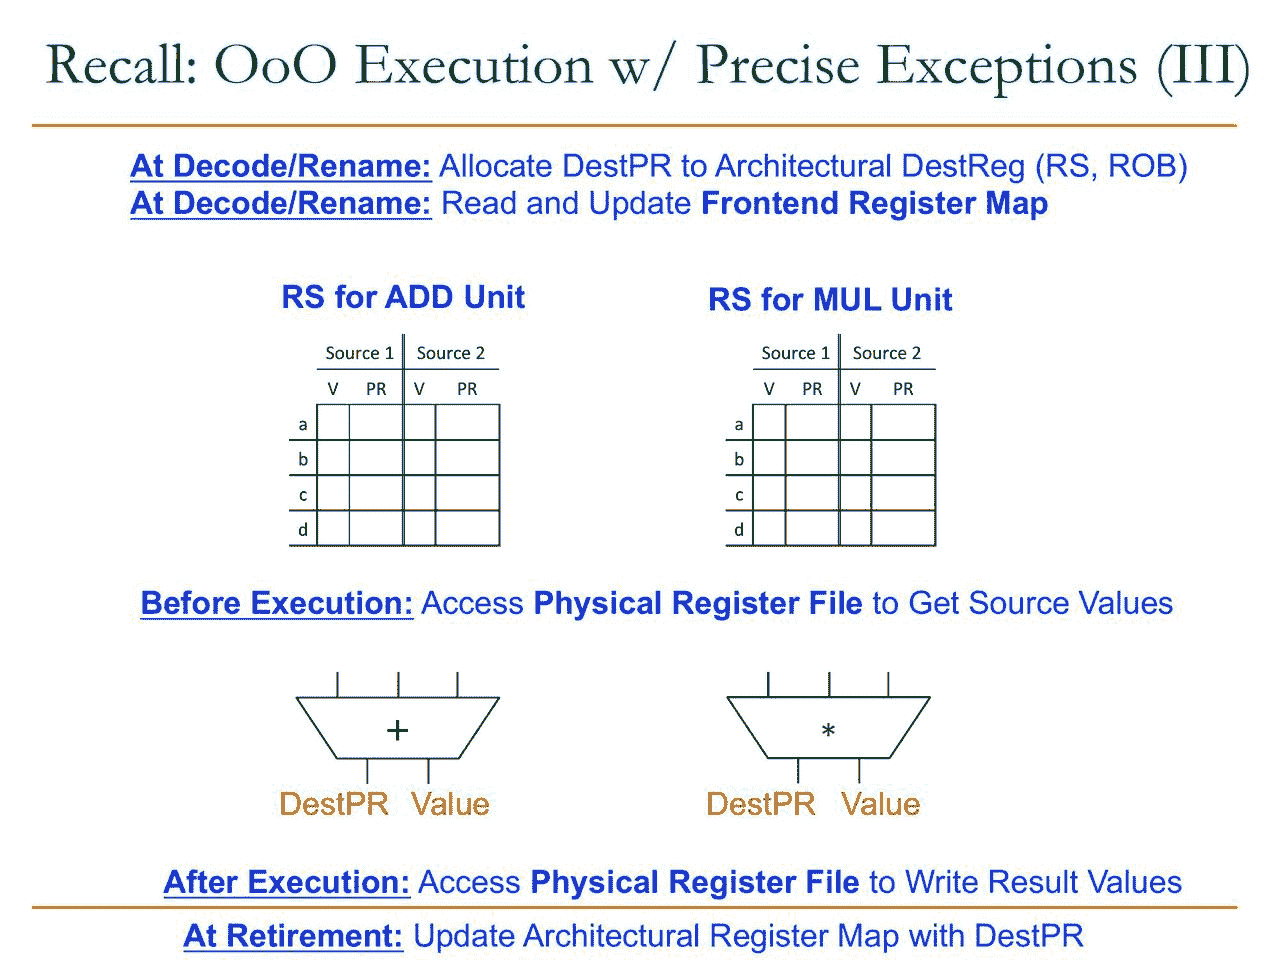 Recall: OoO Execution w/ Precise Exceptions (III)
At Decode/Rename: Allocate DestPR to Architectural DestReg (RS, ROB)
At Decode/Rename: Read and Update Frontend Register Map
RS for ADD Unit RS for MUL Unit
Source 1 Source 2 Source 1 Source 2
V PR V PR V PR V PR
a a
b b
c c
d d
Before Execution: Access Physical Register File to Get Source Values
+ *
DestPR Value DestPR Value
After Execution: Access Physical Register File to Write Result Values
At Retirement: Update Architectural Register Map with DestPR